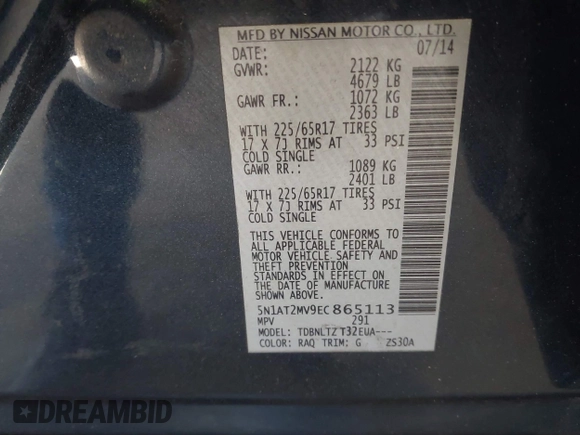 MFD BY NISSAN MOTOR CO., LTD.
DATE: 07/14
GVWR: 2122 KG
4679 LB
GAWR FR.: 1072 KG
2363 LB
WITH 225/65R17 TIRES
17 X 7J RIMS AT 33 PSI
COLD SINGLE
GAWR RR.: 1089 KG
2401 LB
WITH 225/65R17 TIRES
17 X 7J RIMS AT 33 PSI
COLD SINGLE
THIS VEHICLE CONFORMS TO
ALL APPLICABLE FEDERAL
MOTOR VEHICLE SAFETY AND
THEFT PREVENTION
STANDARDS IN EFFECT ON
THE DATE OF MANUFACTURE
SHOWN ABOVE.
5N1AT2MV9EC865113
MPV 291
MODEL: TDBNLTZ T32EUA---
COLOR: RAQ TRIM: G ZS30A
DREAMBID